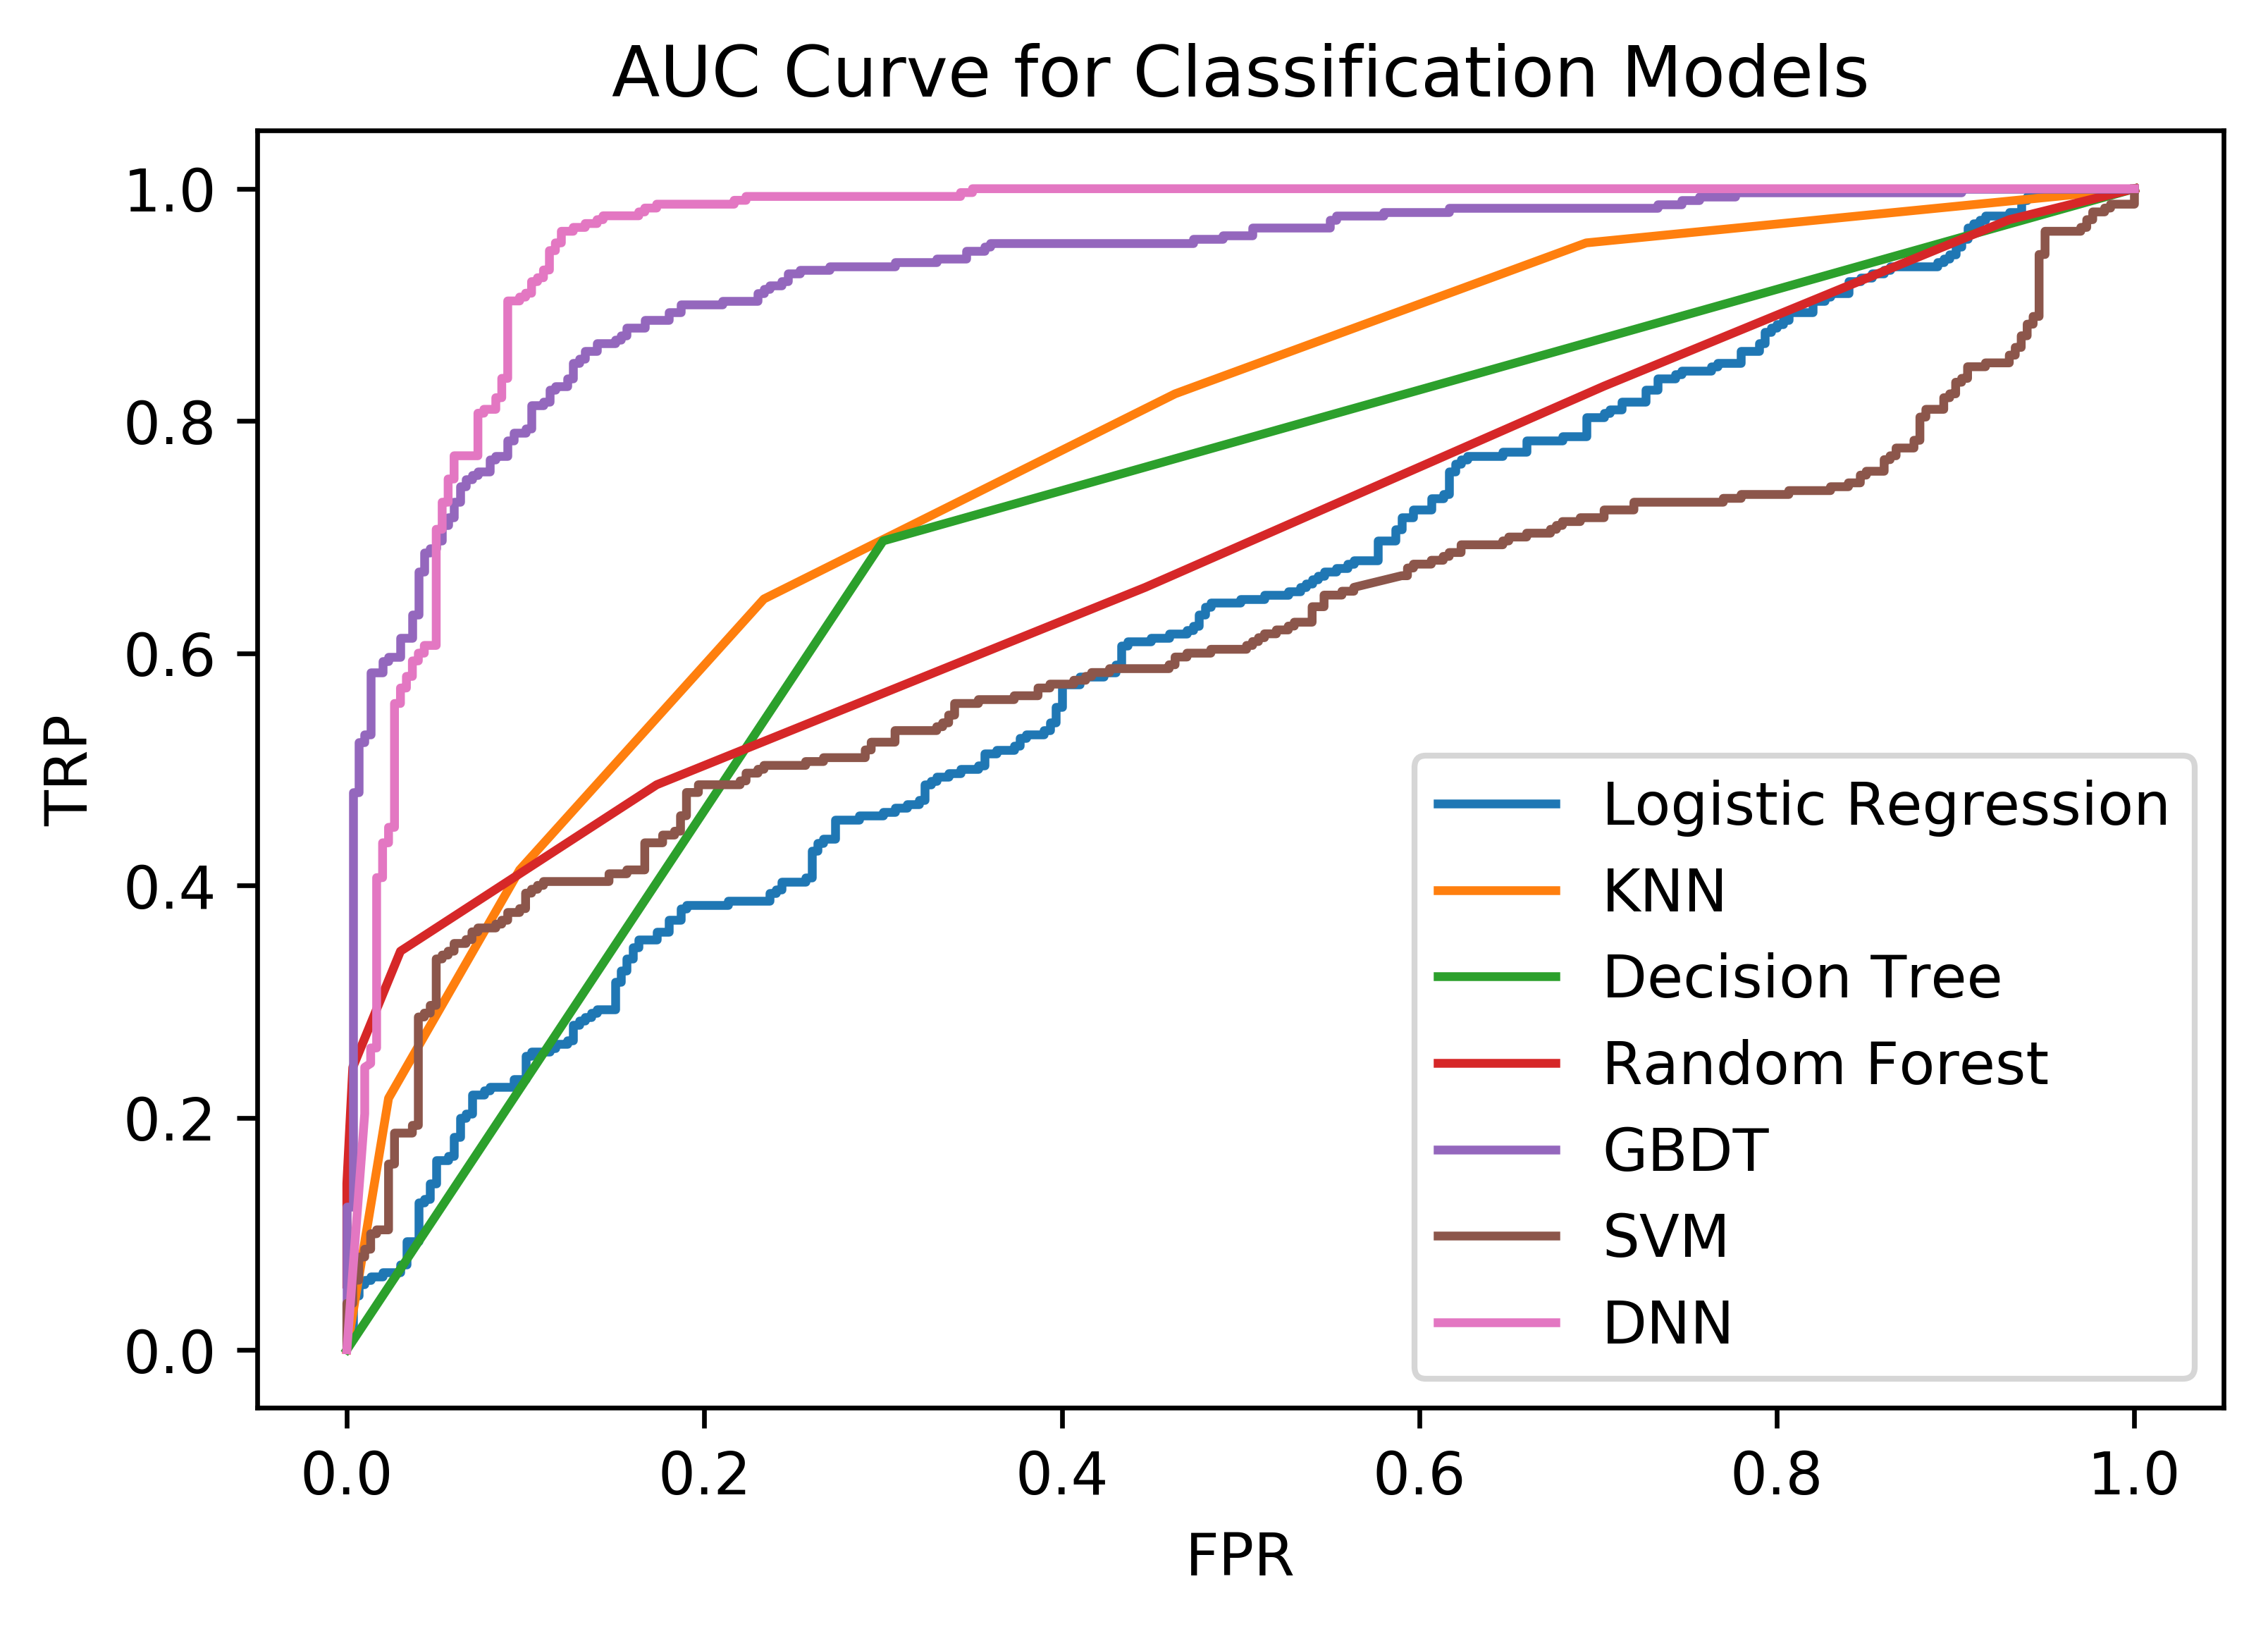 AUC Curve for Classification Models
1.0
0.8
0.6
0.4
0.2
0.0
TRP
Logistic Regression
KNN
Decision Tree
Random Forest
GBDT
SVM
DNN
0.0 0.2 0.4 0.6 0.8 1.0
FPR